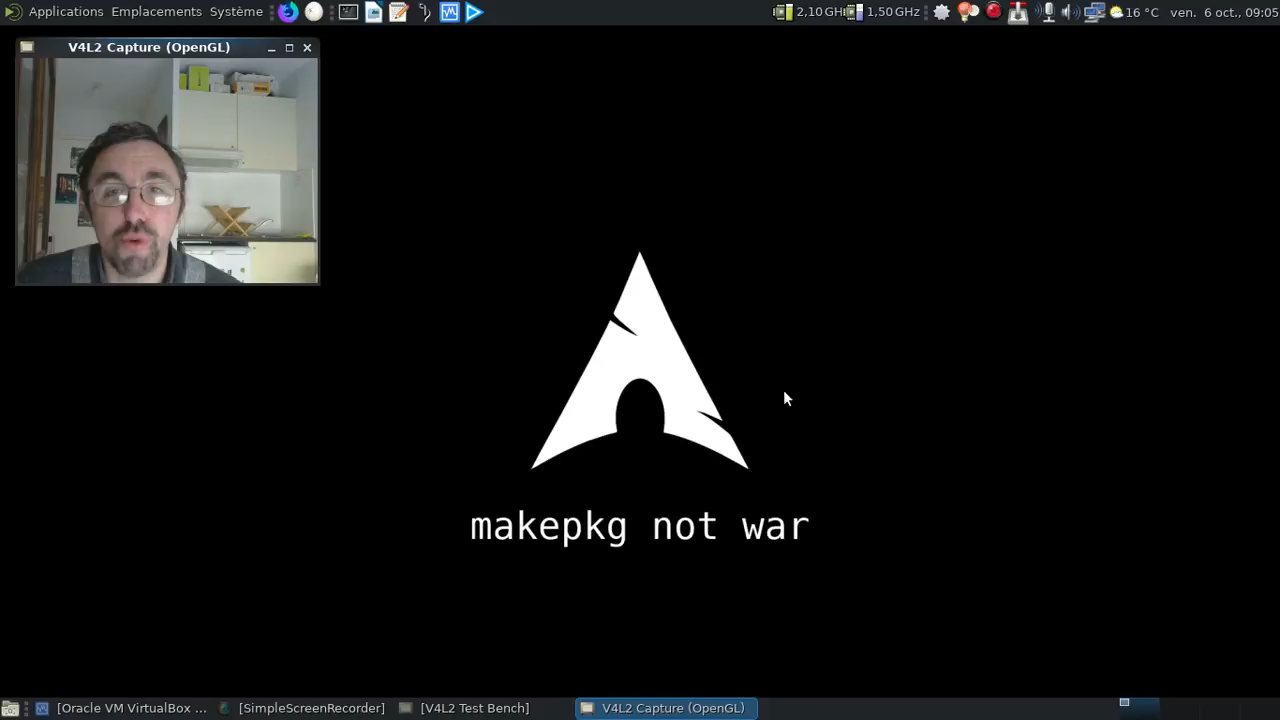 Applications Emplacements Système 2,10 GH 1,50 GHz 16 °C ven. 6 oct., 09:05
V4L2 Capture (OpenGL)
makepkg not war
[Oracle VM VirtualBox ... [SimpleScreenRecorder] [V4L2 Test Bench] V4L2 Capture (OpenGL)